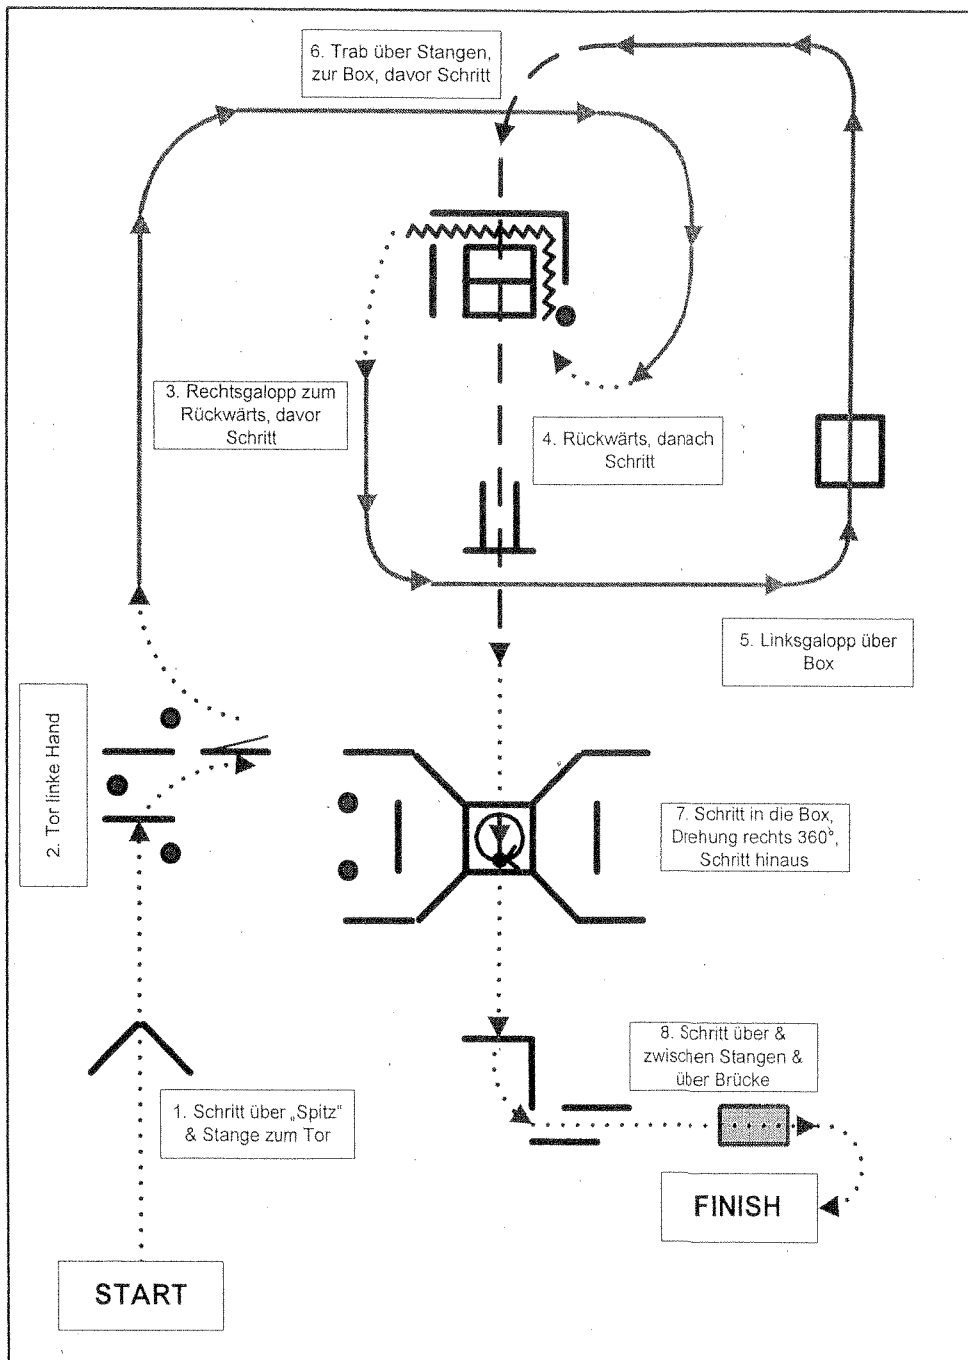 6. Trab über Stangen,
zur Box, davor Schritt
3. Rechtsgalopp zum
Rückwärts, davor
Schritt
4. Rückwärts, danach
Schritt
5. Linksgalopp über
Box
2. Tor linke Hand
7. Schritt in die Box,
Drehung rechts 360°,
Schritt hinaus
8. Schritt über &
zwischen Stangen &
über Brücke
1. Schritt über „Spitz"
& Stange zum Tor
FINISH
START